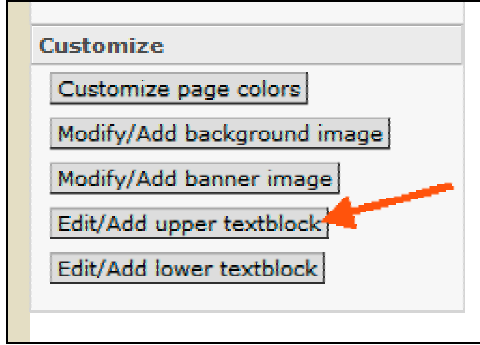 Customize
Customize page colors
Modify/Add background image
Modify/Add banner image
Edit/Add upper textblock
Edit/Add lower textblock